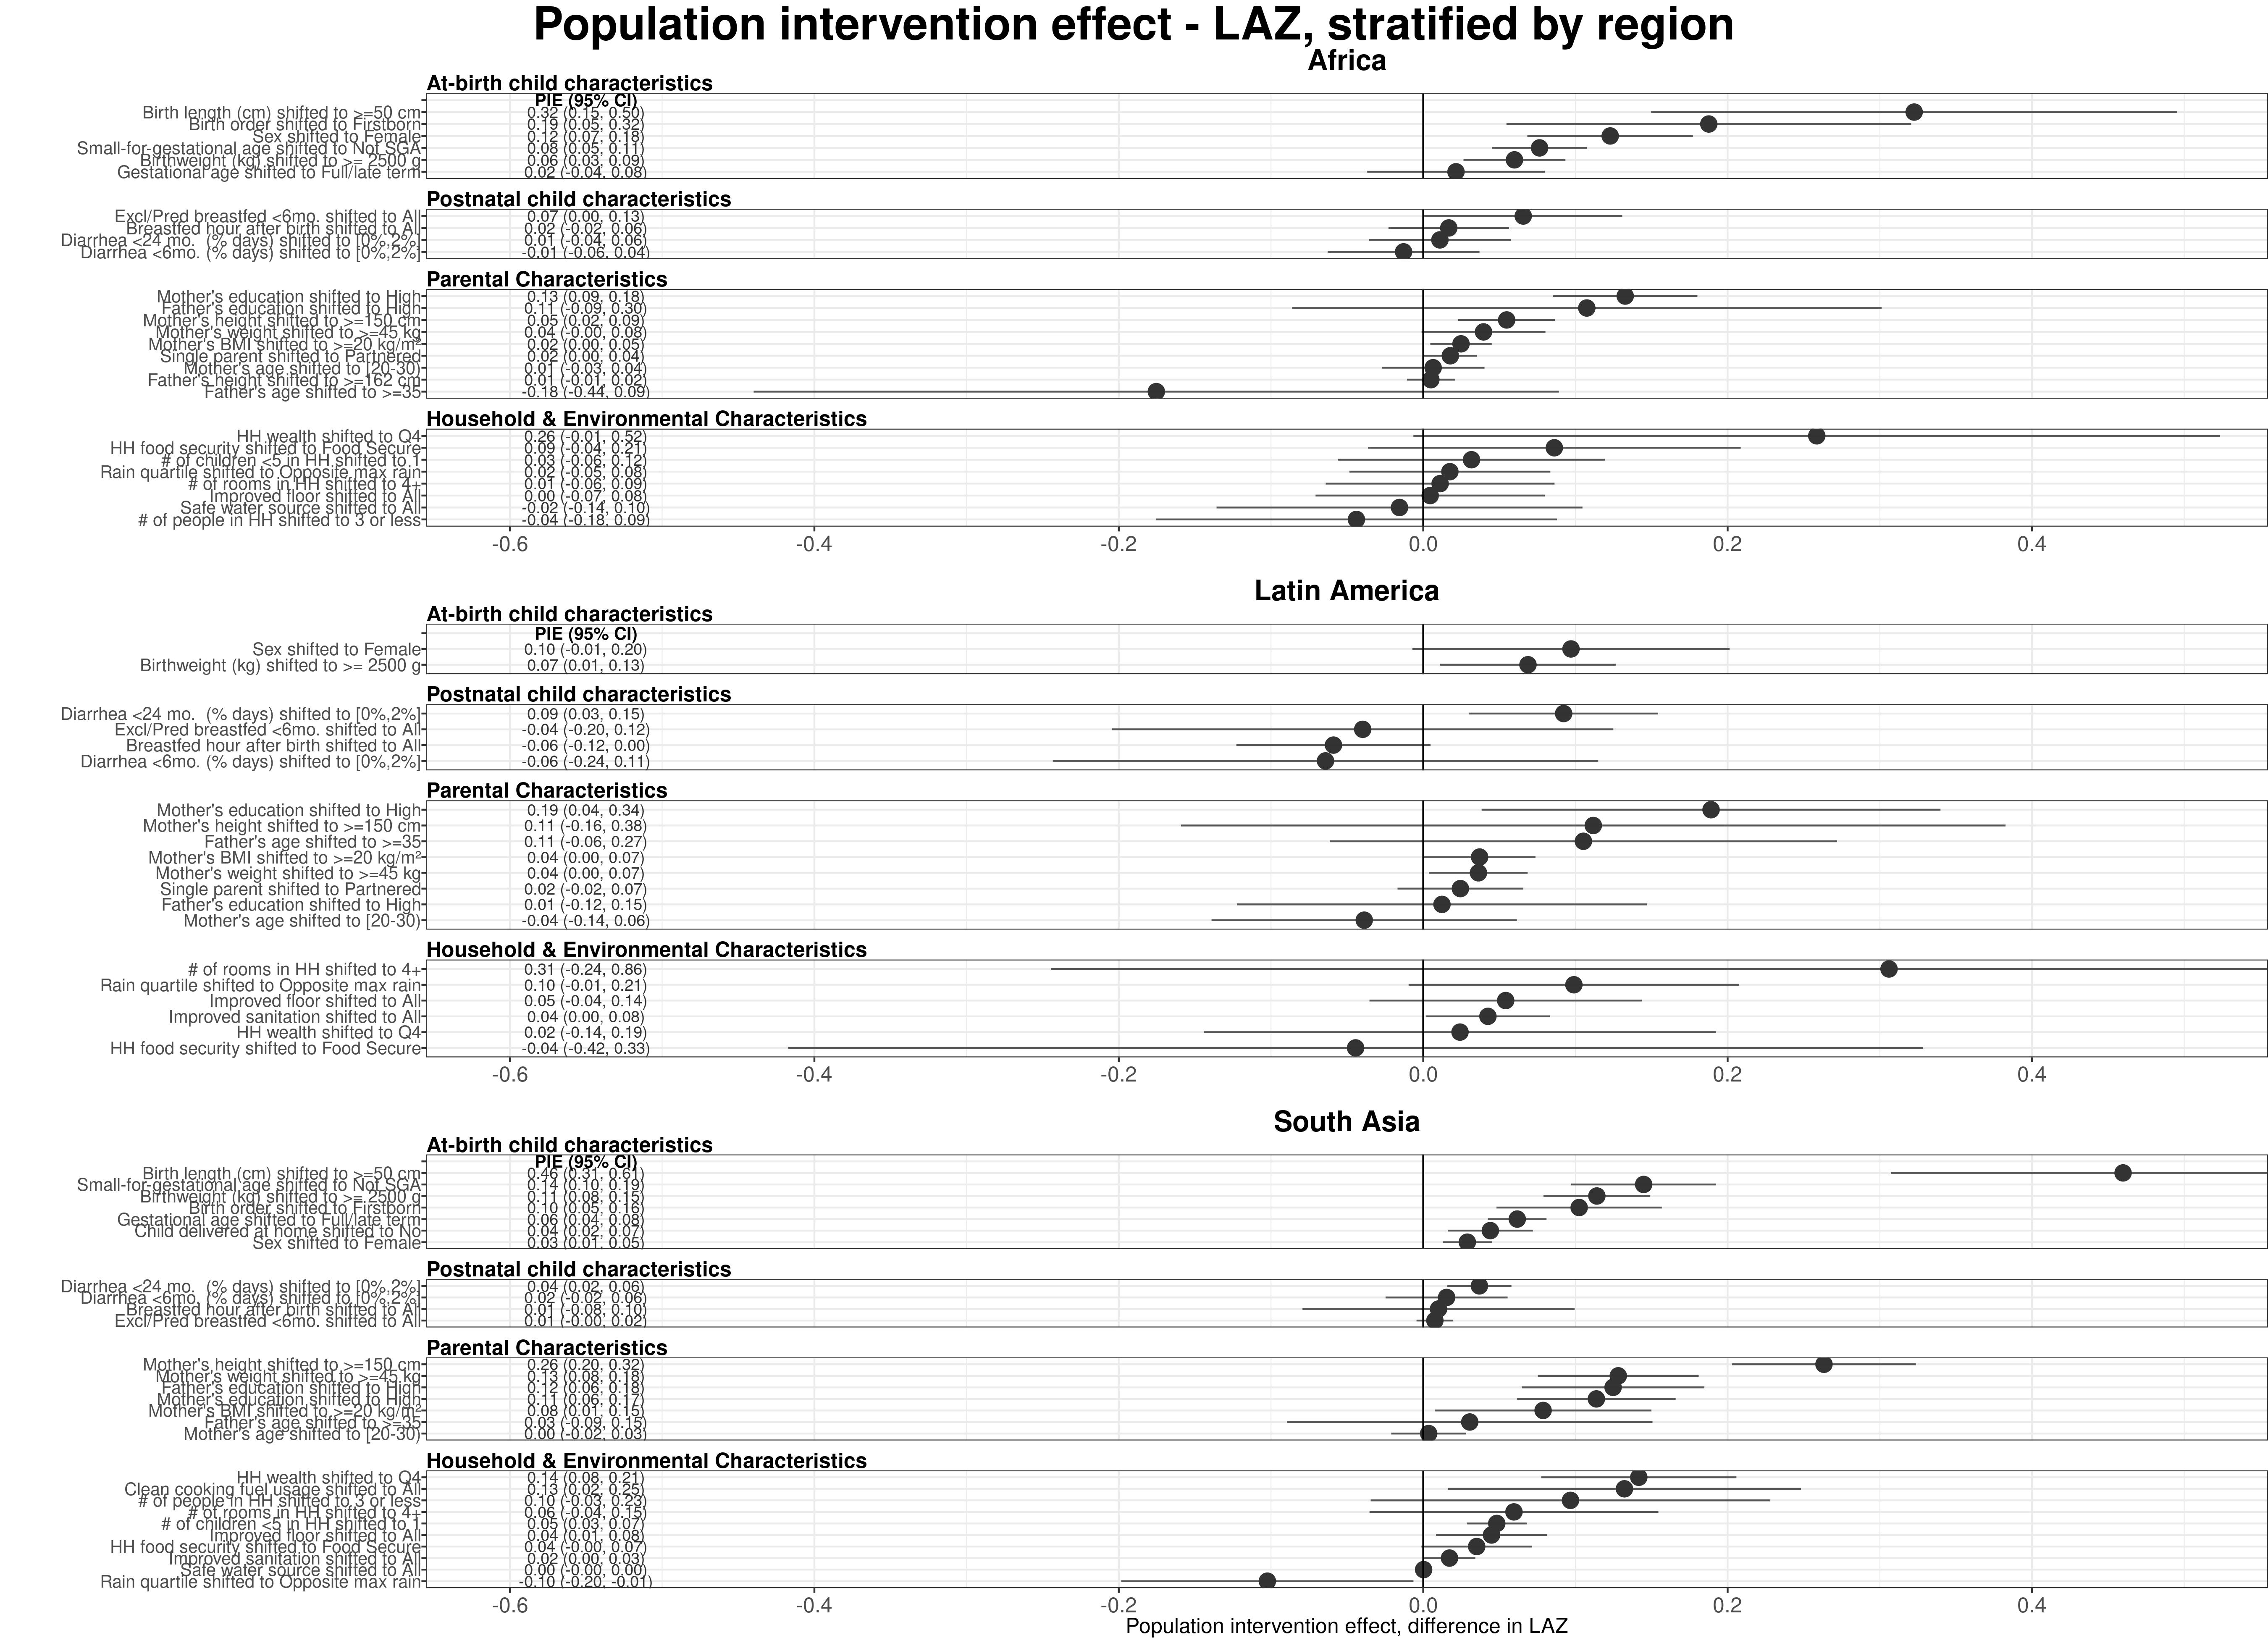 Population intervention effect - LAZ, stratified by region
Africa
At-birth child characteristics
PIE (95% CI)
Birth length (cm) shifted to >=50 cm 0.32 (0.15, 0.50)
Birth order shifted to Firstborn 0.19 (0.05, 0.32)
Sex shifted to Female 0.12 (0.07, 0.18)
Small-for-gestational age shifted to Not SGA 0.08 (0.05, 0.11)
Birthweight (kg) shifted to >= 2500 g 0.06 (0.03, 0.09)
Gestational age shifted to Full/late term 0.02 (-0.04, 0.08)
Postnatal child characteristics
Excl/Pred breastfed <6mo. shifted to All 0.07 (0.00, 0.13)
Breastfed hour after birth shifted to All 0.02 (-0.02, 0.06)
Diarrhea <24 mo.  (% days) shifted to [0%,2%] 0.01 (-0.04, 0.06)
Diarrhea <6mo. (% days) shifted to [0%,2%] -0.01 (-0.06, 0.04)
Parental Characteristics
Mother's education shifted to High 0.13 (0.09, 0.18)
Father's education shifted to High 0.11 (-0.09, 0.30)
Mother's height shifted to >=150 cm 0.05 (0.02, 0.09)
Mother's weight shifted to >=45 kg 0.04 (-0.00, 0.08)
Mother's BMI shifted to >=20 kg/m² 0.02 (0.00, 0.05)
Single parent shifted to Partnered 0.02 (0.00, 0.04)
Mother's age shifted to [20-30) 0.01 (-0.03, 0.04)
Father's height shifted to >=162 cm 0.01 (-0.01, 0.02)
Father's age shifted to >=35 -0.18 (-0.44, 0.09)
Household & Environmental Characteristics
HH wealth shifted to Q4 0.26 (-0.01, 0.52)
HH food security shifted to Food Secure 0.09 (-0.04, 0.21)
# of children <5 in HH shifted to 1 0.03 (-0.06, 0.12)
Rain quartile shifted to Opposite max rain 0.02 (-0.05, 0.08)
# of rooms in HH shifted to 4+ 0.01 (-0.06, 0.09)
Improved floor shifted to All 0.00 (-0.07, 0.08)
Safe water source shifted to All -0.02 (-0.14, 0.10)
# of people in HH shifted to 3 or less -0.04 (-0.18, 0.09)
-0.6 -0.4 -0.2 0.0 0.2 0.4
Latin America
At-birth child characteristics
PIE (95% CI)
Sex shifted to Female 0.10 (-0.01, 0.20)
Birthweight (kg) shifted to >= 2500 g 0.07 (0.01, 0.13)
Postnatal child characteristics
Diarrhea <24 mo.  (% days) shifted to [0%,2%] 0.09 (0.03, 0.15)
Excl/Pred breastfed <6mo. shifted to All -0.04 (-0.20, 0.12)
Breastfed hour after birth shifted to All -0.06 (-0.12, 0.00)
Diarrhea <6mo. (% days) shifted to [0%,2%] -0.06 (-0.24, 0.11)
Parental Characteristics
Mother's education shifted to High 0.19 (0.04, 0.34)
Mother's height shifted to >=150 cm 0.11 (-0.16, 0.38)
Father's age shifted to >=35 0.11 (-0.06, 0.27)
Mother's BMI shifted to >=20 kg/m² 0.04 (0.00, 0.07)
Mother's weight shifted to >=45 kg 0.04 (0.00, 0.07)
Single parent shifted to Partnered 0.02 (-0.02, 0.07)
Father's education shifted to High 0.01 (-0.12, 0.15)
Mother's age shifted to [20-30) -0.04 (-0.14, 0.06)
Household & Environmental Characteristics
# of rooms in HH shifted to 4+ 0.31 (-0.24, 0.86)
Rain quartile shifted to Opposite max rain 0.10 (-0.01, 0.21)
Improved floor shifted to All 0.05 (-0.04, 0.14)
Improved sanitation shifted to All 0.04 (0.00, 0.08)
HH wealth shifted to Q4 0.02 (-0.14, 0.19)
HH food security shifted to Food Secure -0.04 (-0.42, 0.33)
-0.6 -0.4 -0.2 0.0 0.2 0.4
South Asia
At-birth child characteristics
PIE (95% CI)
Birth length (cm) shifted to >=50 cm 0.46 (0.31, 0.61)
Small-for-gestational age shifted to Not SGA 0.14 (0.10, 0.19)
Birthweight (kg) shifted to >= 2500 g 0.11 (0.08, 0.15)
Birth order shifted to Firstborn 0.10 (0.05, 0.16)
Gestational age shifted to Full/late term 0.06 (0.04, 0.08)
Child delivered at home shifted to No 0.04 (0.02, 0.07)
Sex shifted to Female 0.03 (0.01, 0.05)
Postnatal child characteristics
Diarrhea <24 mo.  (% days) shifted to [0%,2%] 0.04 (0.02, 0.06)
Diarrhea <6mo. (% days) shifted to [0%,2%] 0.02 (-0.02, 0.06)
Breastfed hour after birth shifted to All 0.01 (-0.08, 0.10)
Excl/Pred breastfed <6mo. shifted to All 0.01 (-0.00, 0.02)
Parental Characteristics
Mother's height shifted to >=150 cm 0.26 (0.20, 0.32)
Mother's weight shifted to >=45 kg 0.13 (0.08, 0.18)
Father's education shifted to High 0.12 (0.06, 0.18)
Mother's education shifted to High 0.11 (0.06, 0.17)
Mother's BMI shifted to >=20 kg/m² 0.08 (0.01, 0.15)
Father's age shifted to >=35 0.03 (-0.09, 0.15)
Mother's age shifted to [20-30) 0.00 (-0.02, 0.03)
Household & Environmental Characteristics
HH wealth shifted to Q4 0.14 (0.08, 0.21)
Clean cooking fuel usage shifted to All 0.13 (0.02, 0.25)
# of people in HH shifted to 3 or less 0.10 (-0.03, 0.23)
# of rooms in HH shifted to 4+ 0.06 (-0.04, 0.15)
# of children <5 in HH shifted to 1 0.05 (0.03, 0.07)
Improved floor shifted to All 0.04 (0.01, 0.08)
HH food security shifted to Food Secure 0.04 (-0.00, 0.07)
Improved sanitation shifted to All 0.02 (0.00, 0.03)
Safe water source shifted to All 0.00 (-0.00, 0.00)
Rain quartile shifted to Opposite max rain -0.10 (-0.20, -0.01)
-0.6 -0.4 -0.2 0.0 0.2 0.4
Population intervention effect, difference in LAZ